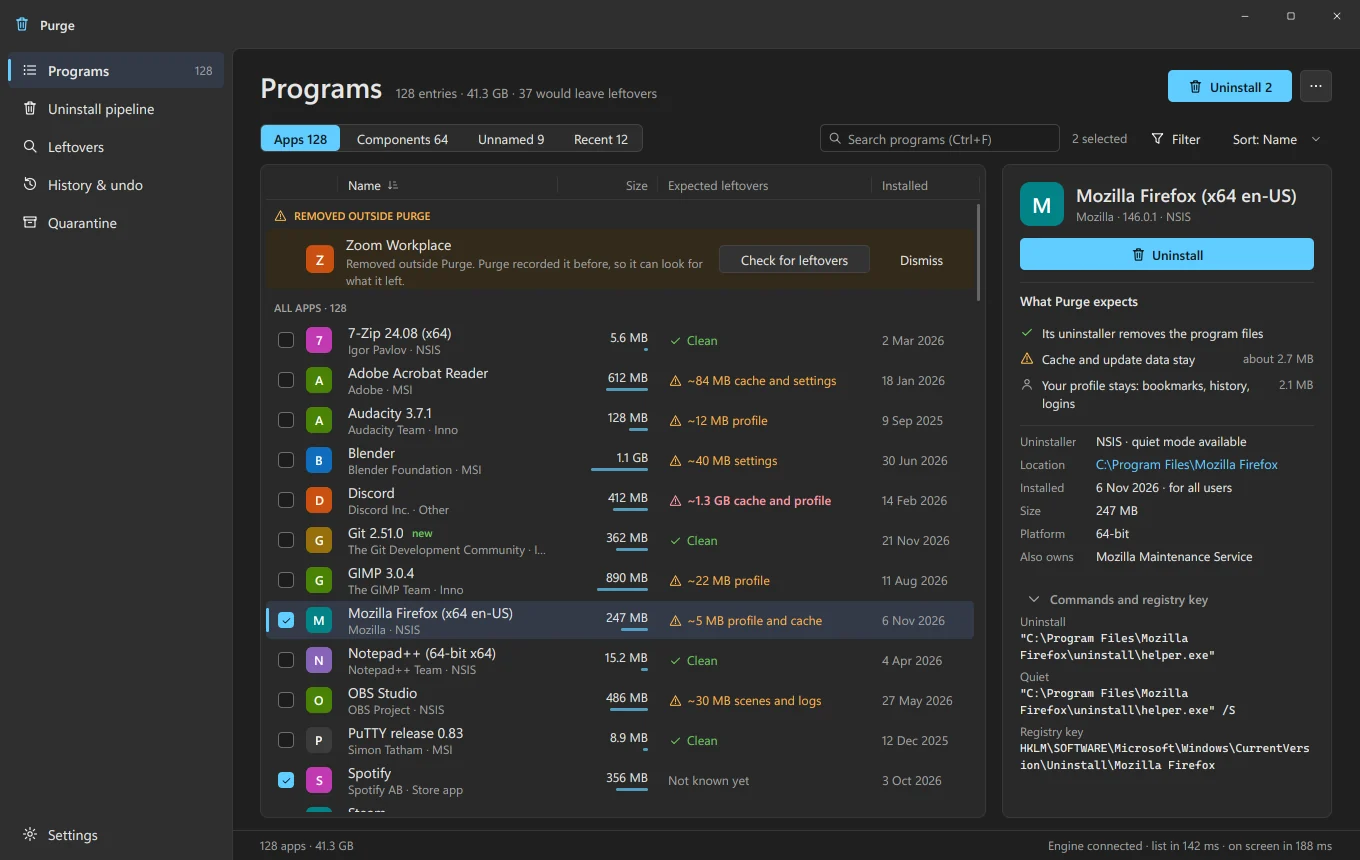 Purge
Programs 128
Uninstall pipeline
Leftovers
History & undo
Quarantine
Settings
Programs 128 entries · 41.3 GB · 37 would leave leftovers
Uninstall 2
Apps 128 Components 64 Unnamed 9 Recent 12
Search programs (Ctrl+F)
2 selected Filter Sort: Name
Name Size Expected leftovers Installed
REMOVED OUTSIDE PURGE
Z
Zoom Workplace
Removed outside Purge. Purge recorded it before, so it can look for
what it left.
Check for leftovers Dismiss
ALL APPS · 128
7 7-Zip 24.08 (x64) 5.6 MB Clean 2 Mar 2026
Igor Pavlov · NSIS
A Adobe Acrobat Reader 612 MB ~84 MB cache and settings 18 Jan 2026
Adobe · MSI
A Audacity 3.7.1 128 MB ~12 MB profile 9 Sep 2025
Audacity Team · Inno
B Blender 1.1 GB ~40 MB settings 30 Jun 2026
Blender Foundation · MSI
D Discord 412 MB ~1.3 GB cache and profile 14 Feb 2026
Discord Inc. · Other
G Git 2.51.0 new 362 MB Clean 21 Nov 2026
The Git Development Community · I...
G GIMP 3.0.4 890 MB ~22 MB profile 11 Aug 2026
The GIMP Team · Inno
M Mozilla Firefox (x64 en-US) 247 MB ~5 MB profile and cache 6 Nov 2026
Mozilla · NSIS
N Notepad++ (64-bit x64) 15.2 MB Clean 4 Apr 2026
Notepad++ Team · NSIS
O OBS Studio 486 MB ~30 MB scenes and logs 27 May 2026
OBS Project · NSIS
P PuTTY release 0.83 8.9 MB Clean 12 Dec 2025
Simon Tatham · MSI
S Spotify 356 MB Not known yet 3 Oct 2026
Spotify AB · Store app
M
Mozilla Firefox (x64 en-US)
Mozilla · 146.0.1 · NSIS
Uninstall
What Purge expects
Its uninstaller removes the program files
Cache and update data stay about 2.7 MB
Your profile stays: bookmarks, history, 2.1 MB
logins
Uninstaller NSIS · quiet mode available
Location C:\Program Files\Mozilla Firefox
Installed 6 Nov 2026 · for all users
Size 247 MB
Platform 64-bit
Also owns Mozilla Maintenance Service
Commands and registry key
Uninstall
"C:\Program Files\Mozilla
Firefox\uninstall\helper.exe"
Quiet
"C:\Program Files\Mozilla
Firefox\uninstall\helper.exe" /S
Registry key
HKLM\SOFTWARE\Microsoft\Windows\CurrentVers
ion\Uninstall\Mozilla Firefox
128 apps · 41.3 GB
Engine connected · list in 142 ms · on screen in 188 ms